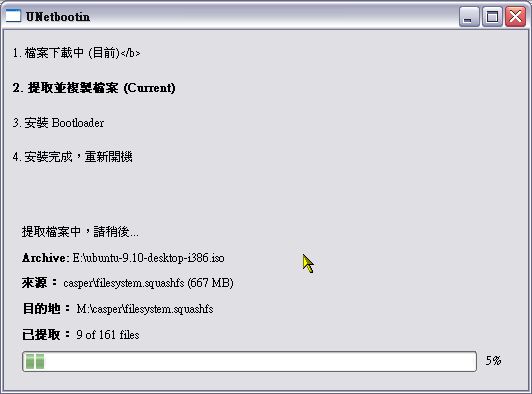 UNetbootin
1. 檔案下載中 (目前)</b>
2. 提取並複製檔案 (Current)
3. 安裝 Bootloader
4. 安裝完成，重新開機
提取檔案中，請稍後...
Archive: E:\ubuntu-9.10-desktop-i386.iso
來源： casper\filesystem.squashfs (667 MB)
目的地： M:\casper\filesystem.squashfs
已提取： 9 of 161 files
5%